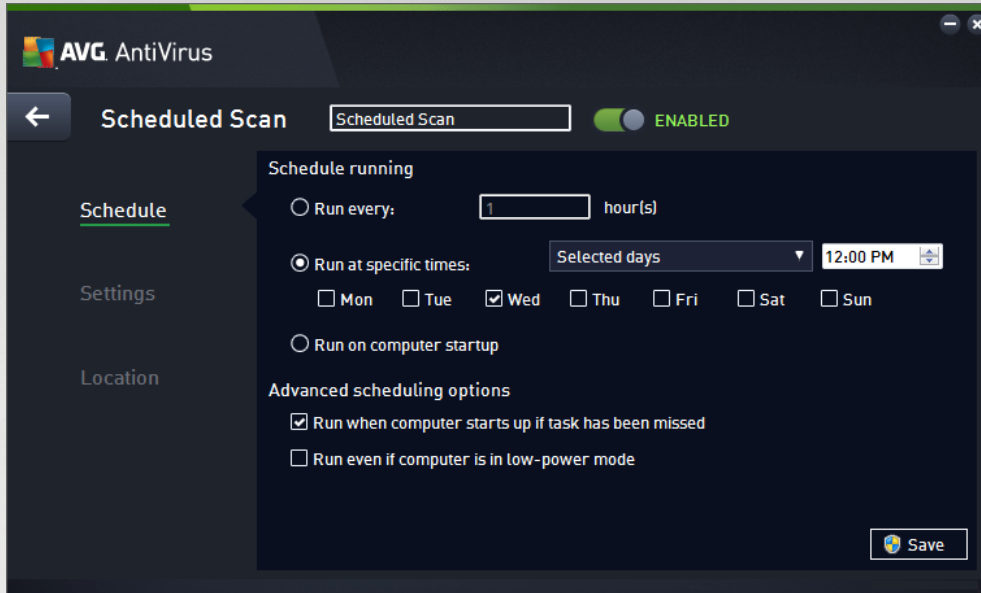 AVG. AntiVirus
Scheduled Scan
Scheduled Scan
ENABLED
Schedule
Settings
Location
Schedule running
Run every:
1
hour(s)
Run at specific times:
Selected days
12:00 PM
Mon
Tue
Wed
Thu
Fri
Sat
Sun
Run on computer startup
Advanced scheduling options
Run when computer starts up if task has been missed
Run even if computer is in low-power mode
Save